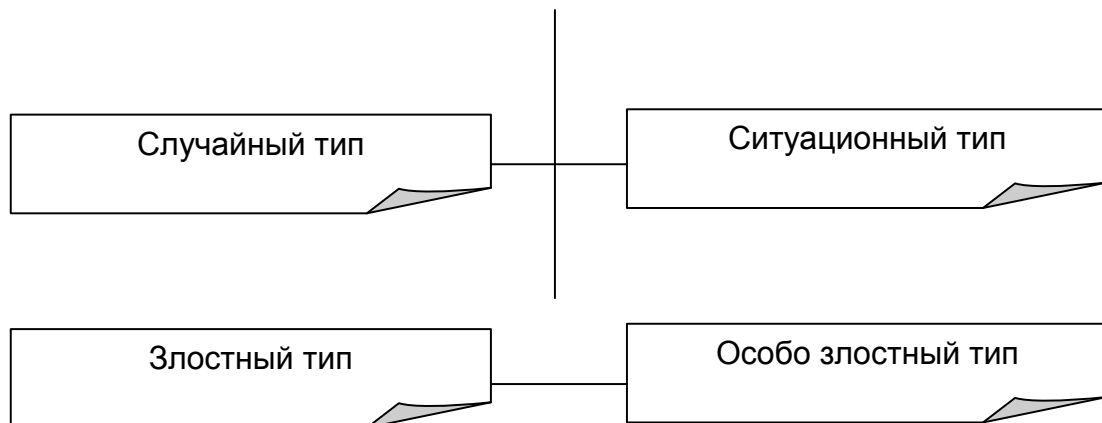 Случайный тип
Ситуационный тип
Злостный тип
Особо злостный тип